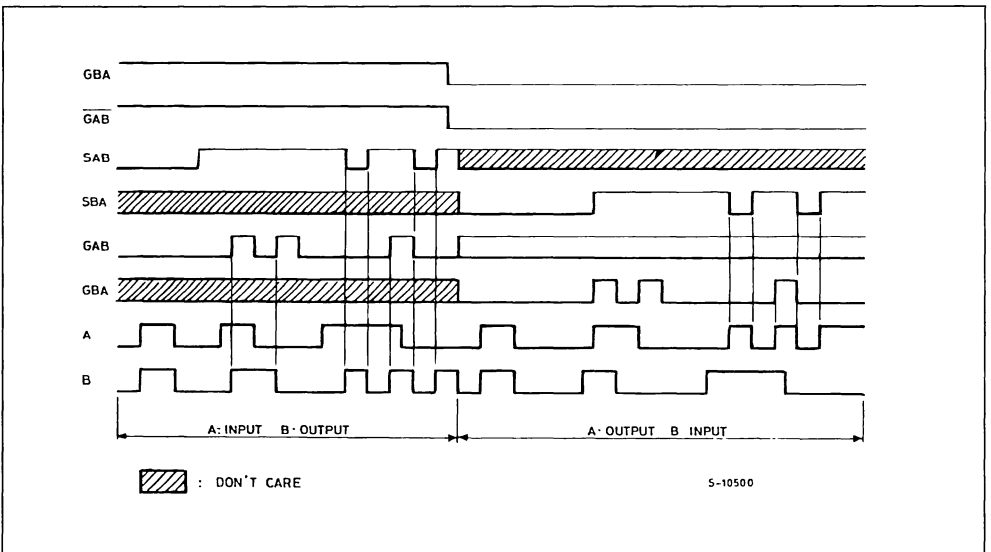 GBA
GAB
SAB
SBA
GAB
GBA
A
B
A: INPUT B· OUTPUT
A· OUTPUT B INPUT
: DON'T CARE
S-10500